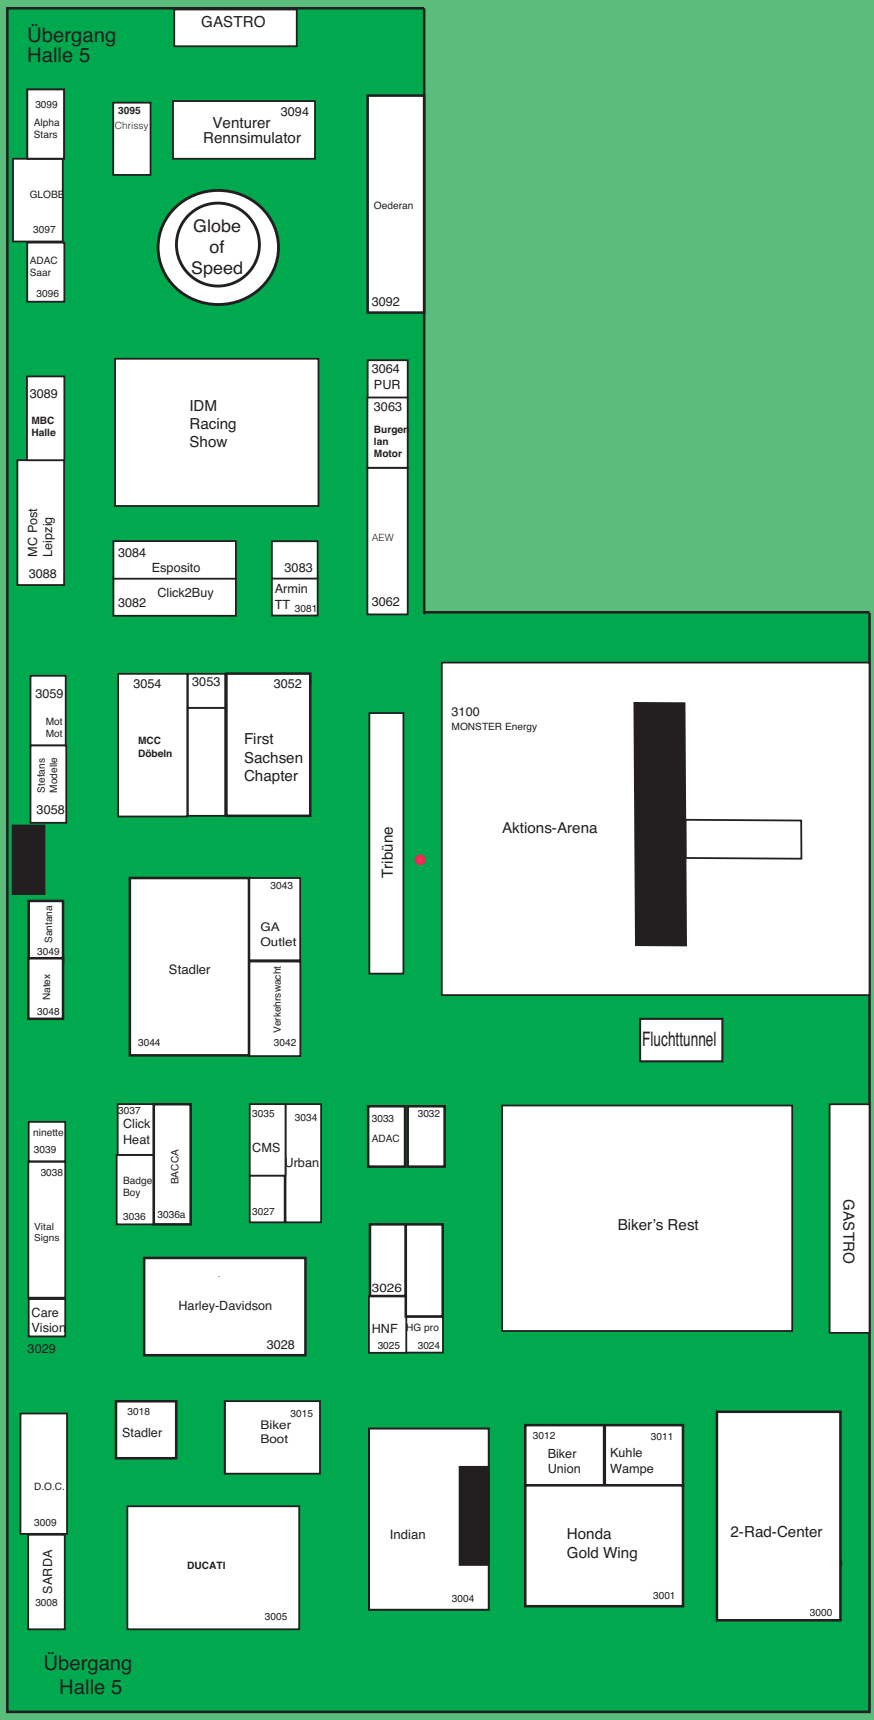 Übergang
Halle 5
GASTRO
3099
Alpha
Stars
3095
Chrissy
3094
Venturer
Rennsimulator
GLOBE
3097
Globe
of
Speed
Oederan
3092
ADAC
Saar
3096
3089
MBC
Halle
IDM
Racing
Show
3064
PUR
3063
Burgen
lan
Motor
MC Post
Leipzig
3088
AEW
3062
3084
Esposito
Click2Buy
3082
3083
Armin
TT 3081
3059
Mot
Mot
Stefans
Modelle
3058
3054
MCC
Döbeln
3053
3052
First
Sachsen
Chapter
Tribüne
3100
MONSTER Energy
Aktions-Arena
Santana
3049
Natex
3048
Stadler
3044
3043
GA
Outlet
Verkehrswacht
3042
Fluchttunnel
ninette
3039
3038
Vital
Signs
Care
Vision
3029
3037
Click
Heat
Badge
Boy
3036
BACCA
3036a
3035
CMS
3027
3034
Urban
3033
ADAC
3032
Biker's Rest
GASTRO
Harley-Davidson
3028
3026
HNF
3025
HG pro
3024
D.O.C.
3009
SARDA
3008
3018
Stadler
3015
Biker
Boot
DUCATI
3005
Indian
3004
3012
Biker
Union
3011
Kuhle
Wampe
Honda
Gold Wing
3001
2-Rad-Center
3000
Übergang
Halle 5